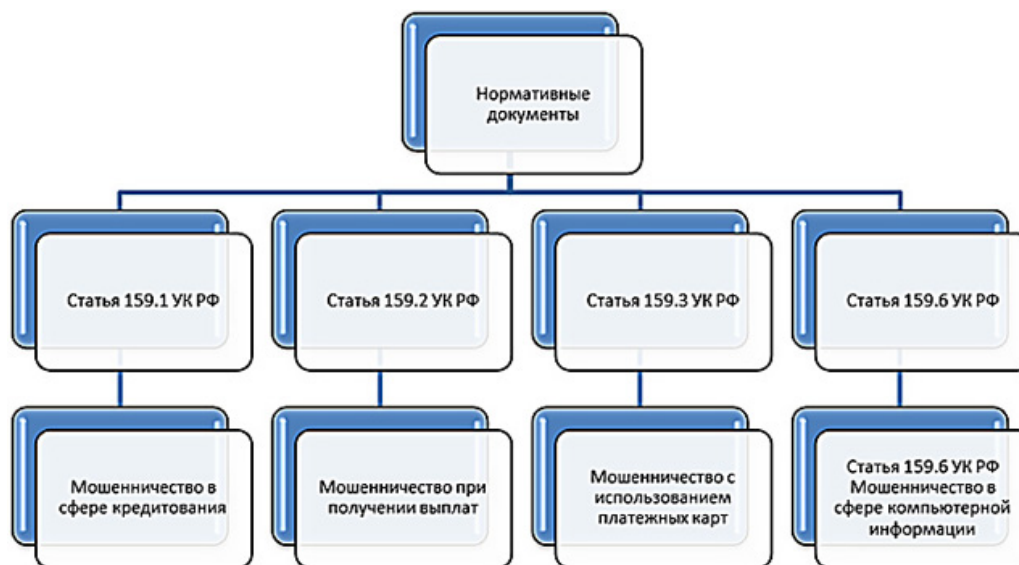 Нормативные
документы
Статья 159.1 УК РФ
Статья 159.2 УК РФ
Статья 159.3 УК РФ
Статья 159.6 УК РФ
Мошенничество в
сфере кредитования
Мошенничество при
получении выплат
Мошенничество с
использованием
платежных карт
Статья 159.6 УК РФ
Мошенничество в
сфере компьютерной
информации